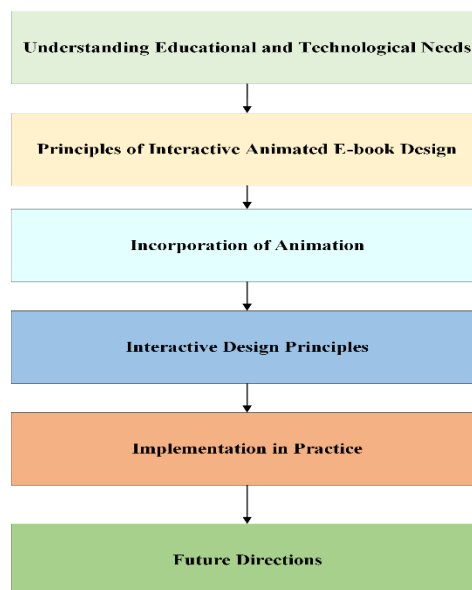 Understanding Educational and Technological Needs
Principles of Interactive Animated E-book Design
Incorporation of Animation
Interactive Design Principles
Implementation in Practice
Future Directions